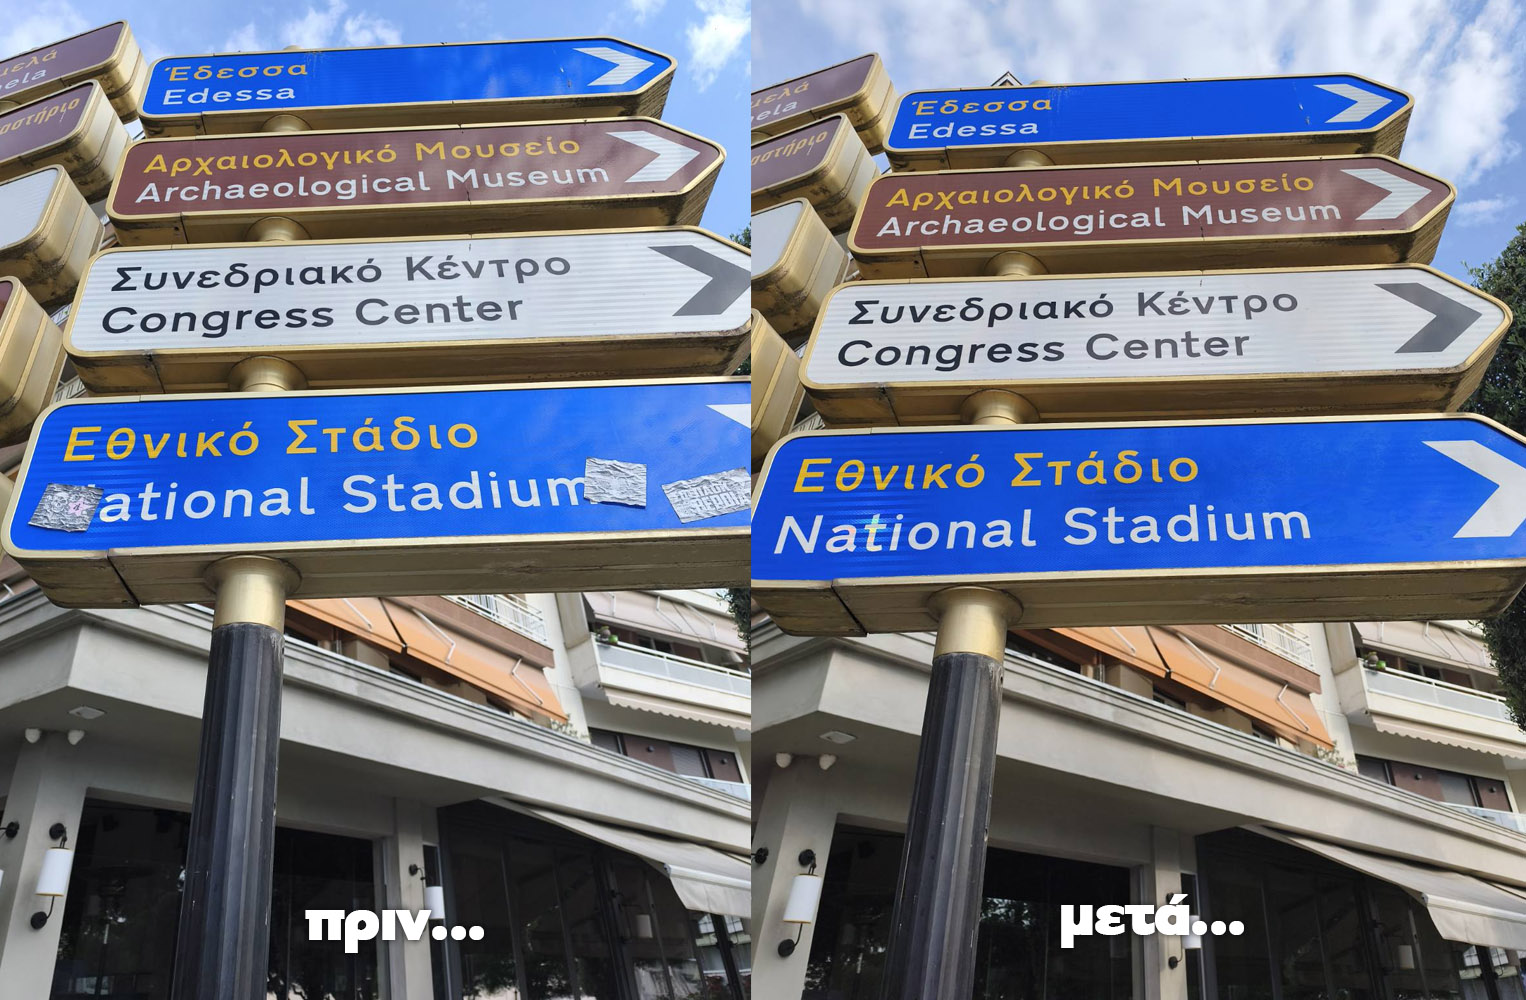 Έδεσσα
Edessa
Αρχαιολογικό Μουσείο
Archaeological Museum
Συνεδριακό Κέντρο
Congress Center
Εθνικό Στάδιο
ational Stadium
πριν...
Έδεσσα
Edessa
Αρχαιολογικό Μουσείο
Archaeological Museum
Συνεδριακό Κέντρο
Congress Center
Εθνικό Στάδιο
National Stadium
μετά...